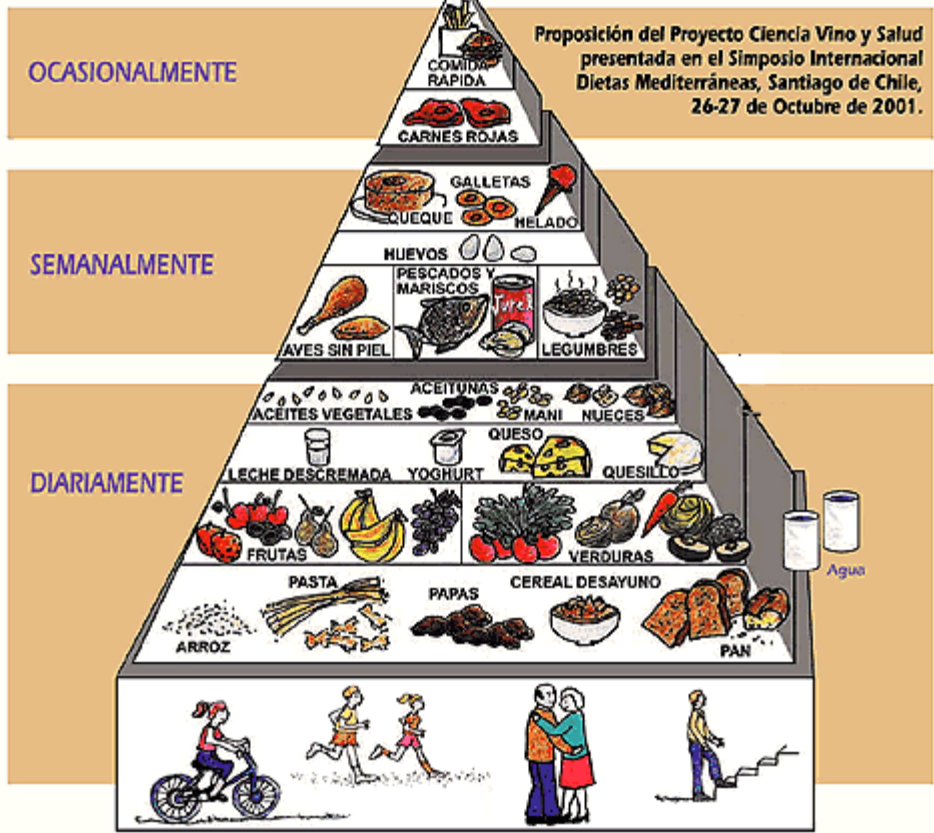 OCASIONALMENTE
Proposición del Proyecto Ciencia Vino y Salud
presentada en el Simposio Internacional
Dietas Mediterráneas, Santiago de Chile,
26-27 de Octubre de 2001.
COMIDA
RAPIDA
CARNES ROJAS
SEMANALMENTE
GALLETAS
QUEQUE
HELADO
HUEVOS
PESCADOS Y
MARISCOS
Jurel
AVES SIN PIEL
LEGUMBRES
DIARIAMENTE
ACEITUNAS
ACEITES VEGETALES
MANI
NUECES
QUESO
LECHE DESCREMADA
YOGHURT
QUESILLO
FRUTAS
VERDURAS
Agua
PASTA
PAPAS
CEREAL DESAYUNO
ARROZ
PAN